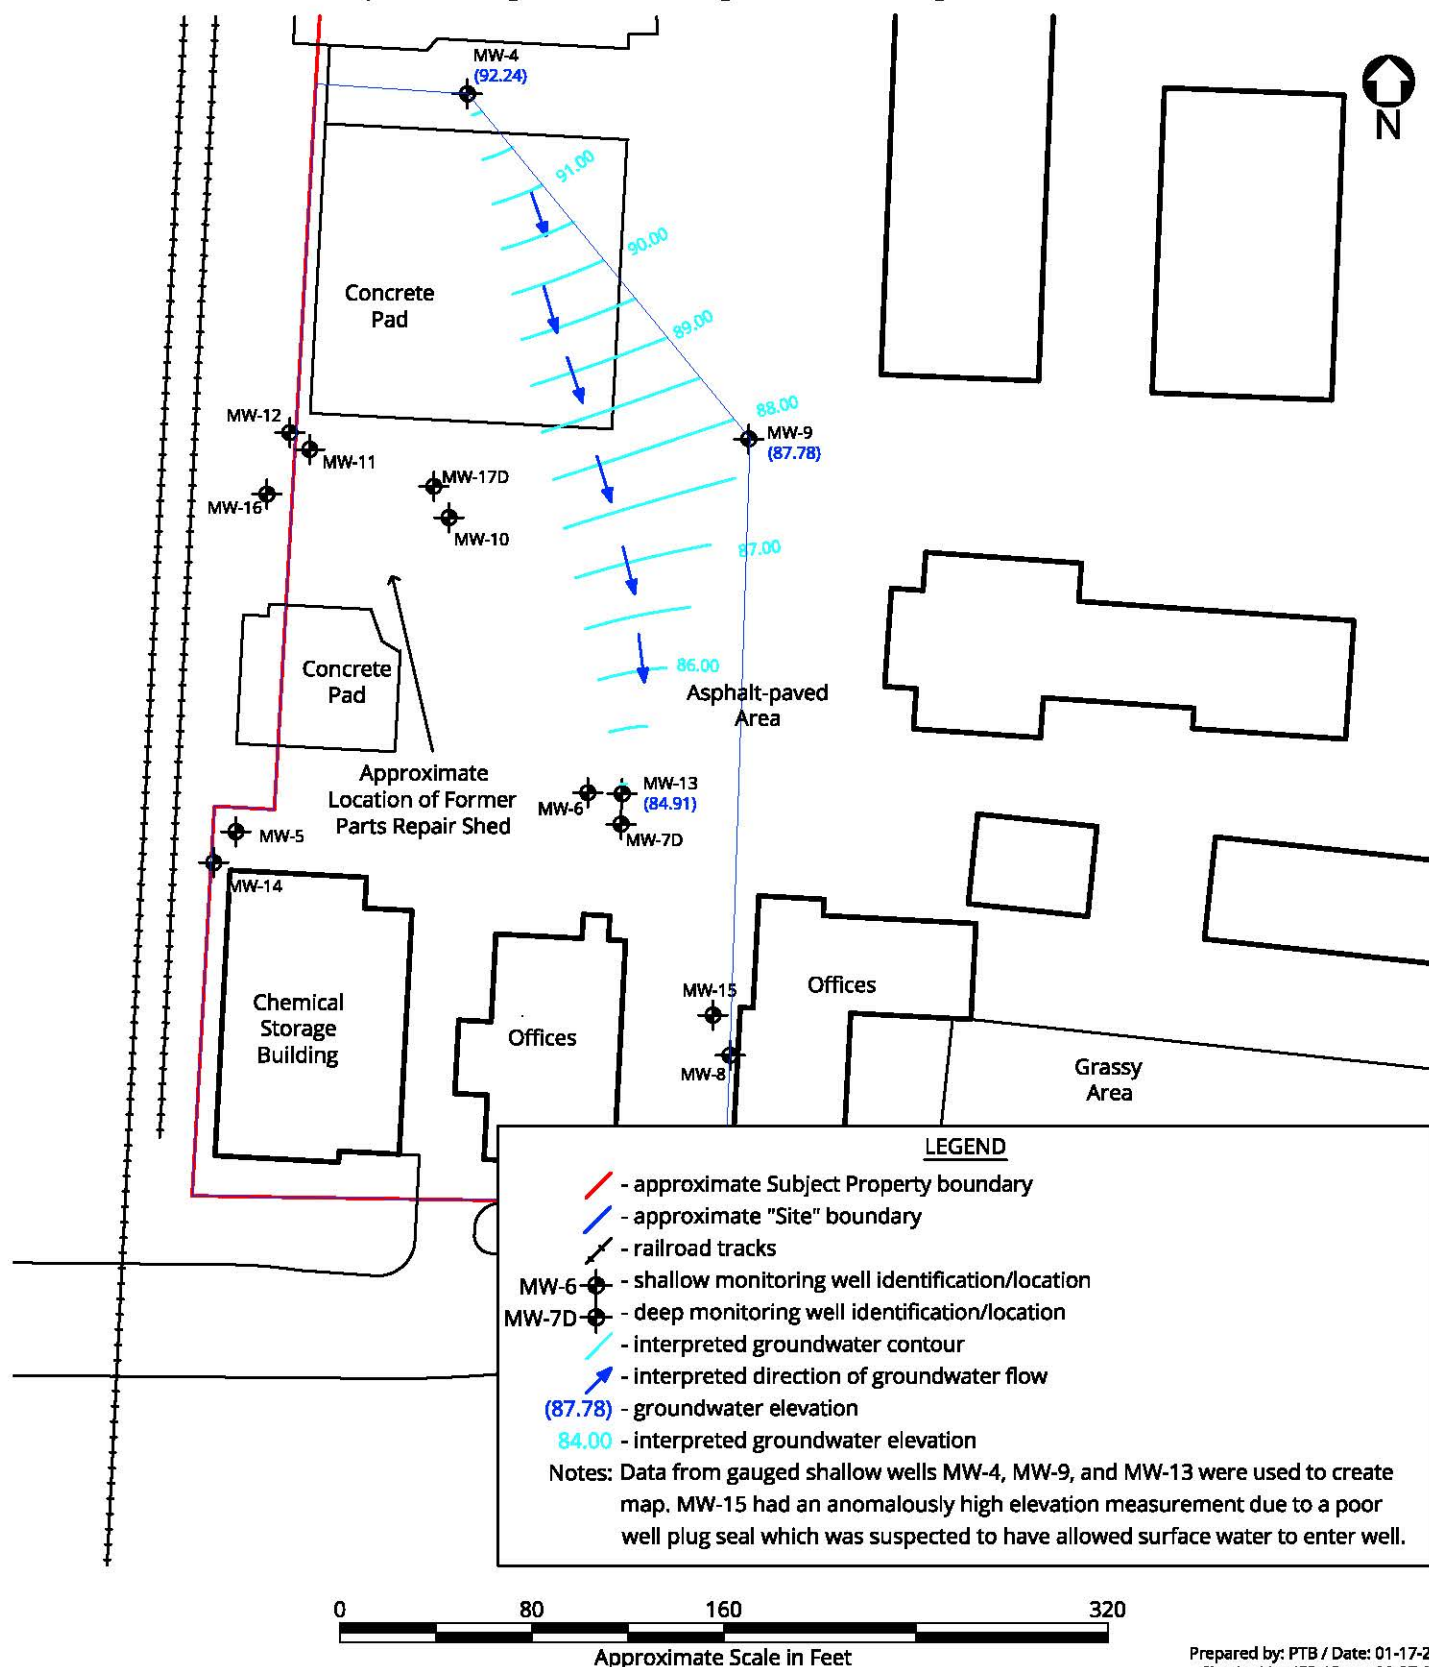 MW-4
(92.24)
N
91.00
90.00
Concrete
Pad
89.00
88.00
MW-12
MW-9
(87.78)
MW-11
MW-17D
MW-16
MW-10
87.00
Concrete
Pad
86.00
Asphalt-paved
Area
Approximate
Location of Former
Parts Repair Shed
MW-13
(84.91)
MW-6
MW-5
MW-7D
MW-14
MW-15
Offices
Chemical
Storage
Building
Offices
MW-8
Grassy
Area
LEGEND
- approximate Subject Property boundary
- approximate "Site" boundary
- railroad tracks
MW-6 - shallow monitoring well identification/location
MW-7D - deep monitoring well identification/location
- interpreted groundwater contour
- interpreted direction of groundwater flow
(87.78) - groundwater elevation
84.00 - interpreted groundwater elevation
Notes: Data from gauged shallow wells MW-4, MW-9, and MW-13 were used to create
map. MW-15 had an anomalously high elevation measurement due to a poor
well plug seal which was suspected to have allowed surface water to enter well.
0 80 160 320
Approximate Scale in Feet
Prepared by: PTB / Date: 01-17-2